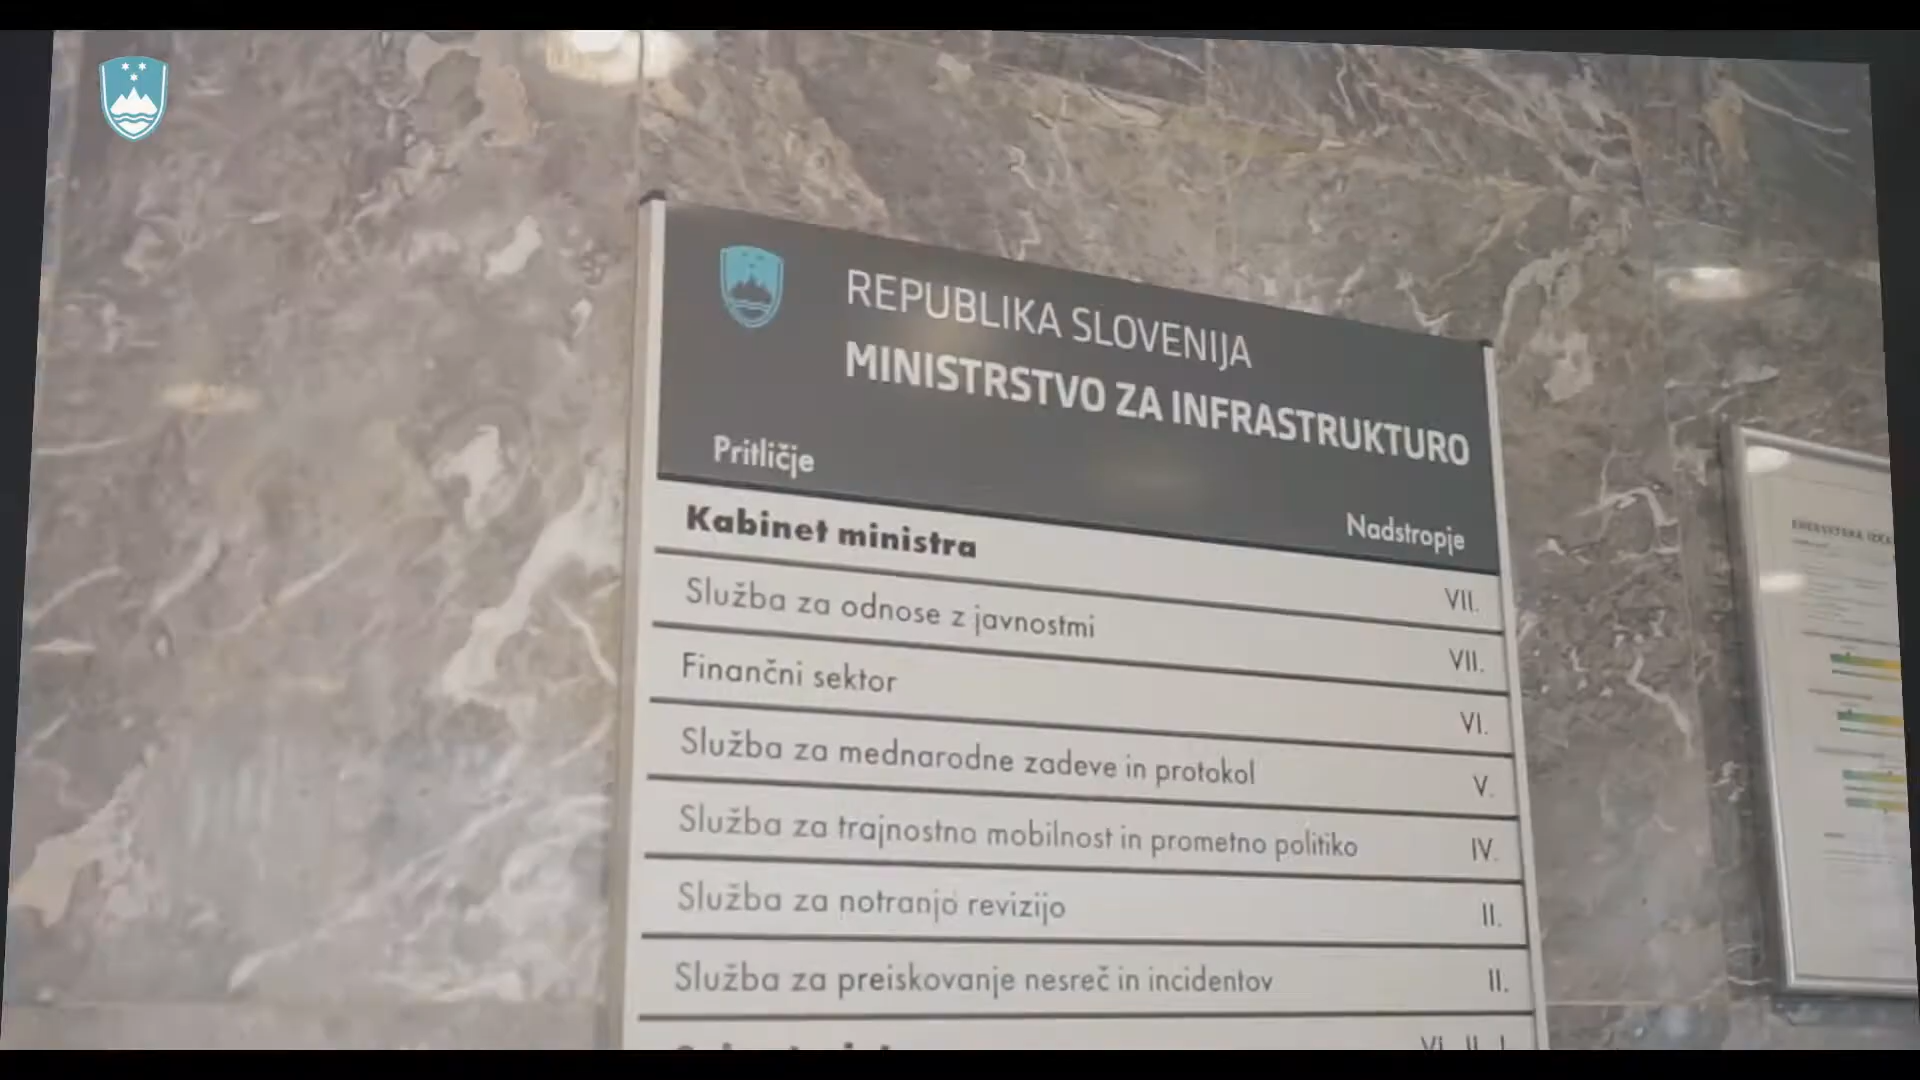 REPUBLIKA SLOVENIJA
MINISTRSTVO ZA INFRASTRUKTURO
Pritličje
Nadstropje
Kabinet ministra VII.
Služba za odnose z javnostmi VII.
Finančni sektor VI.
Služba za mednarodne zadeve in protokol V.
Služba za trajnostno mobilnost in prometno politiko IV.
Služba za notranjo revizijo II.
Služba za preiskovanje nesreč in incidentov II.